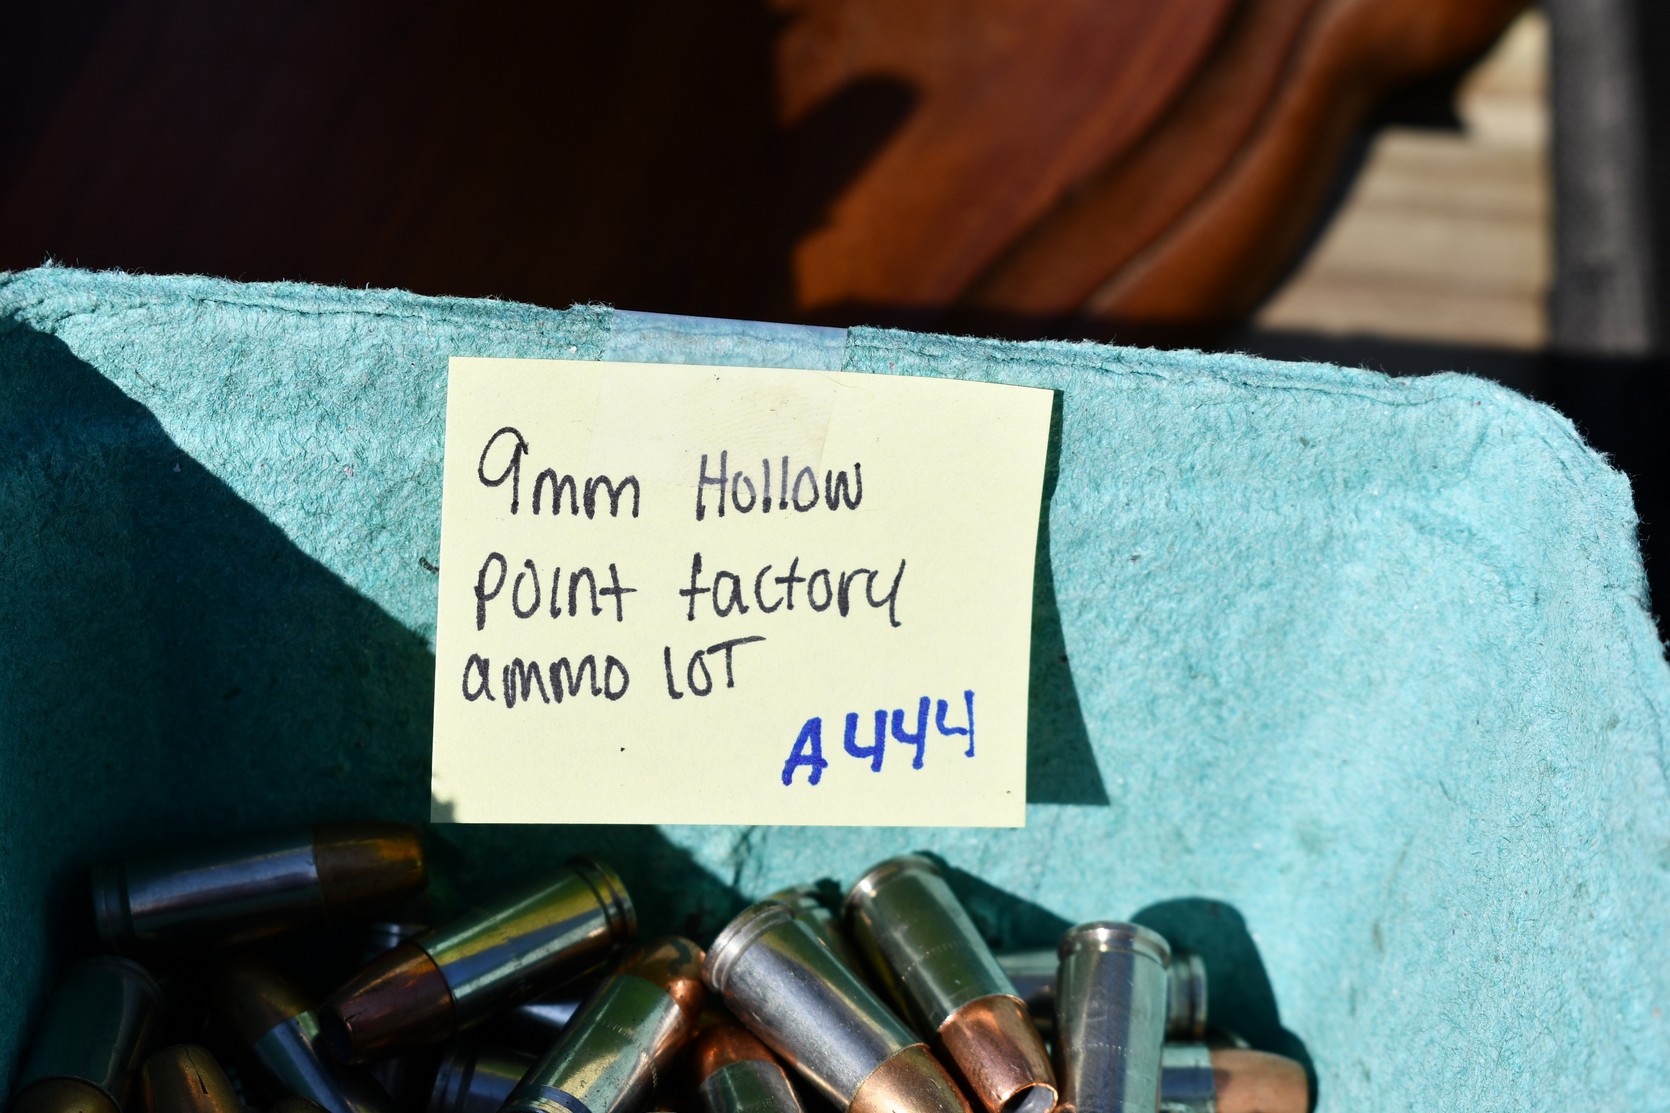 9mm Hollow
point factory
ammo LOT
A444